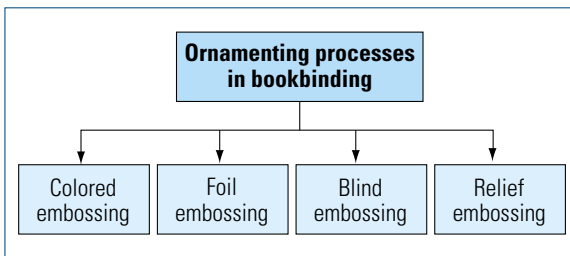 Ornamenting processes
in bookbinding
Colored
embossing
Foil
embossing
Blind
embossing
Relief
embossing